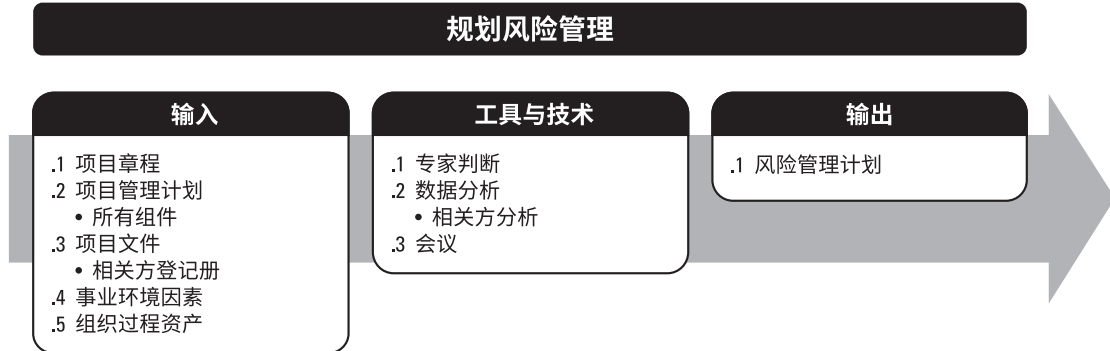 规划风险管理
输入
.1 项目章程
.2 项目管理计划
• 所有组件
.3 项目文件
• 相关方登记册
.4 事业环境因素
.5 组织过程资产
工具与技术
.1 专家判断
.2 数据分析
• 相关方分析
.3 会议
输出
.1 风险管理计划